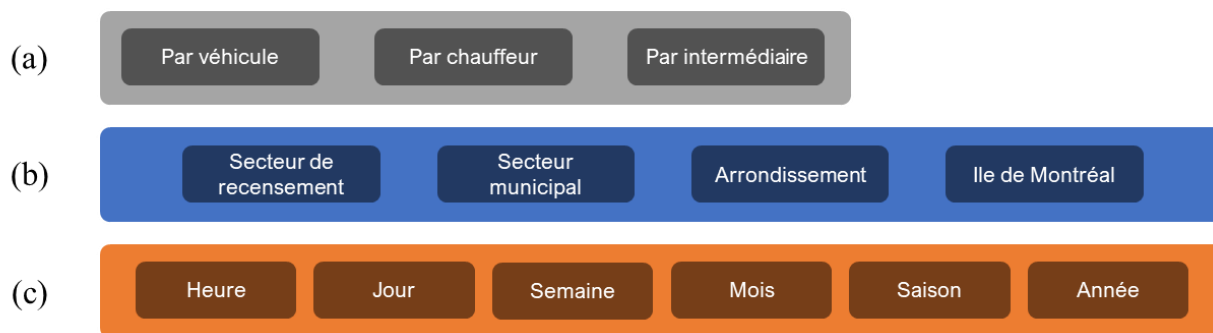 (a)
Par véhicule
Par chauffeur
Par intermédiaire
(b)
Secteur de
recensement
Secteur
municipal
Arrondissement
Ile de Montréal
(c)
Heure
Jour
Semaine
Mois
Saison
Année